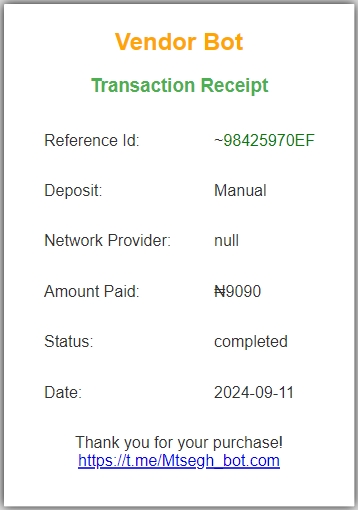 Vendor Bot
Transaction Receipt
Reference Id: ~98425970EF
Deposit: Manual
Network Provider: null
Amount Paid: ₦9090
Status: completed
Date: 2024-09-11
Thank you for your purchase!
https://t.me/Mtsegh_bot.com